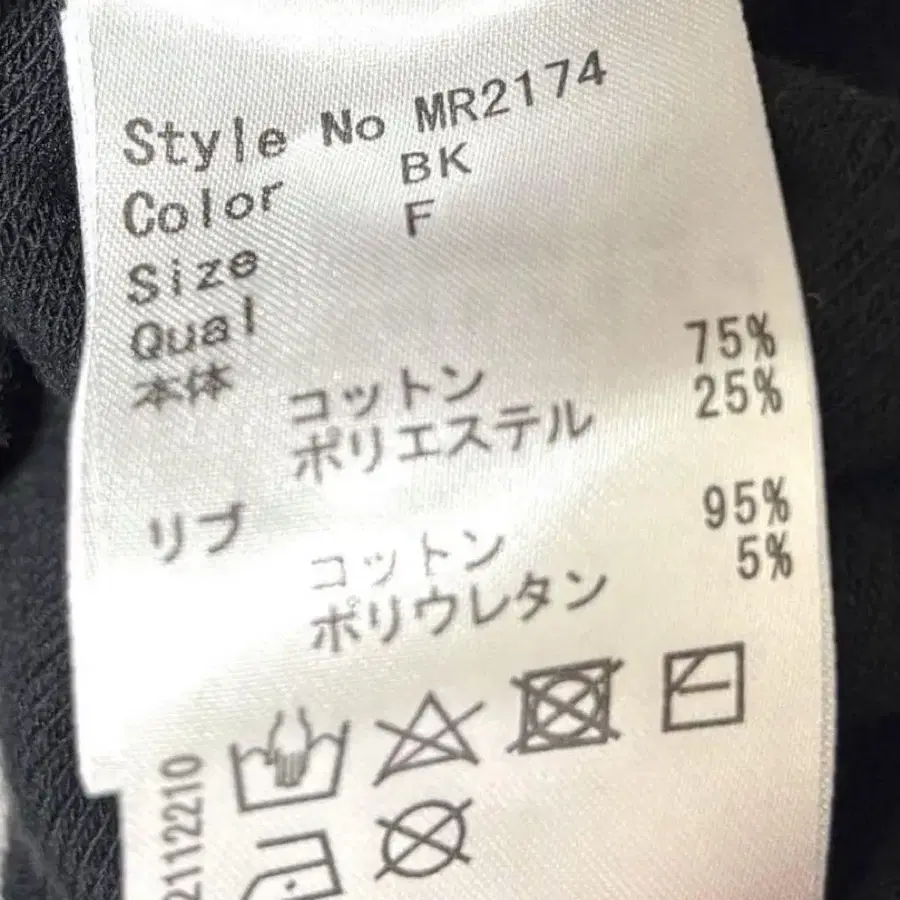 Style No MR2174
Color BK
Size F
Qual
本体
コットン 75%
ポリエステル 25%
リブ
コットン 95%
ポリウレタン 5%
2112210